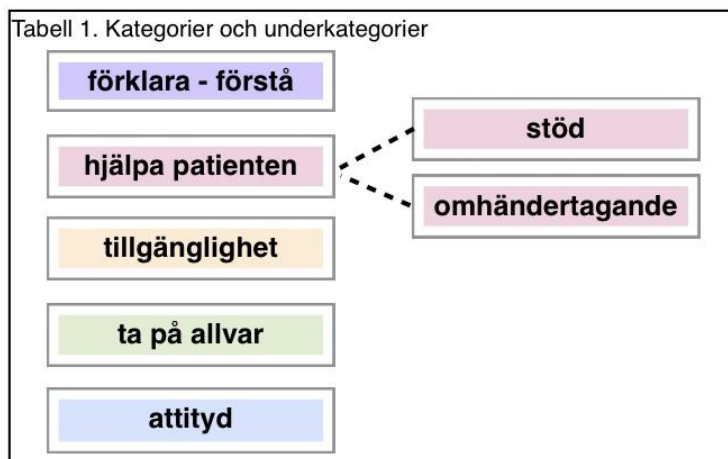 Tabell 1. Kategorier och underkategorier
förklara - förstå
hjälpa patienten
stöd
omhändertagande
tillgänglighet
ta på allvar
attityd